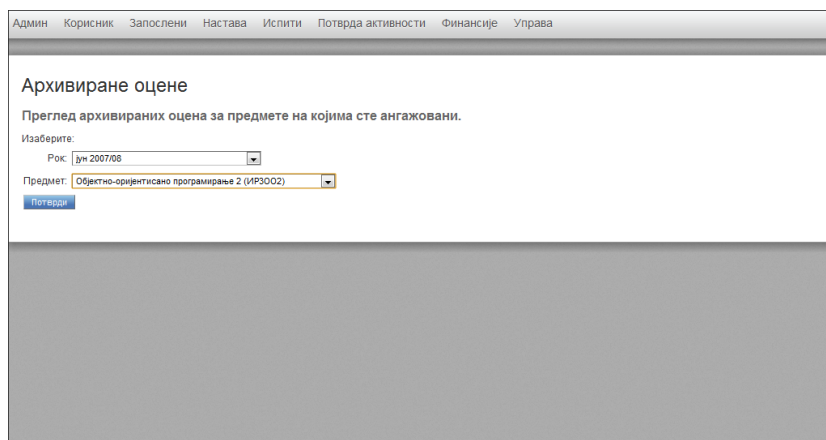 Админ Корисник Запослени Настава Испити Потврда активности Финансије Управа
Архивиране оцене
Преглед архивираних оцена за предмете на којима сте ангажовани.
Изаберите:
Рок: јун 2007/08
Предмет: Објектно-оријентисано програмирање 2 (ИР3ОО2)
Потврди